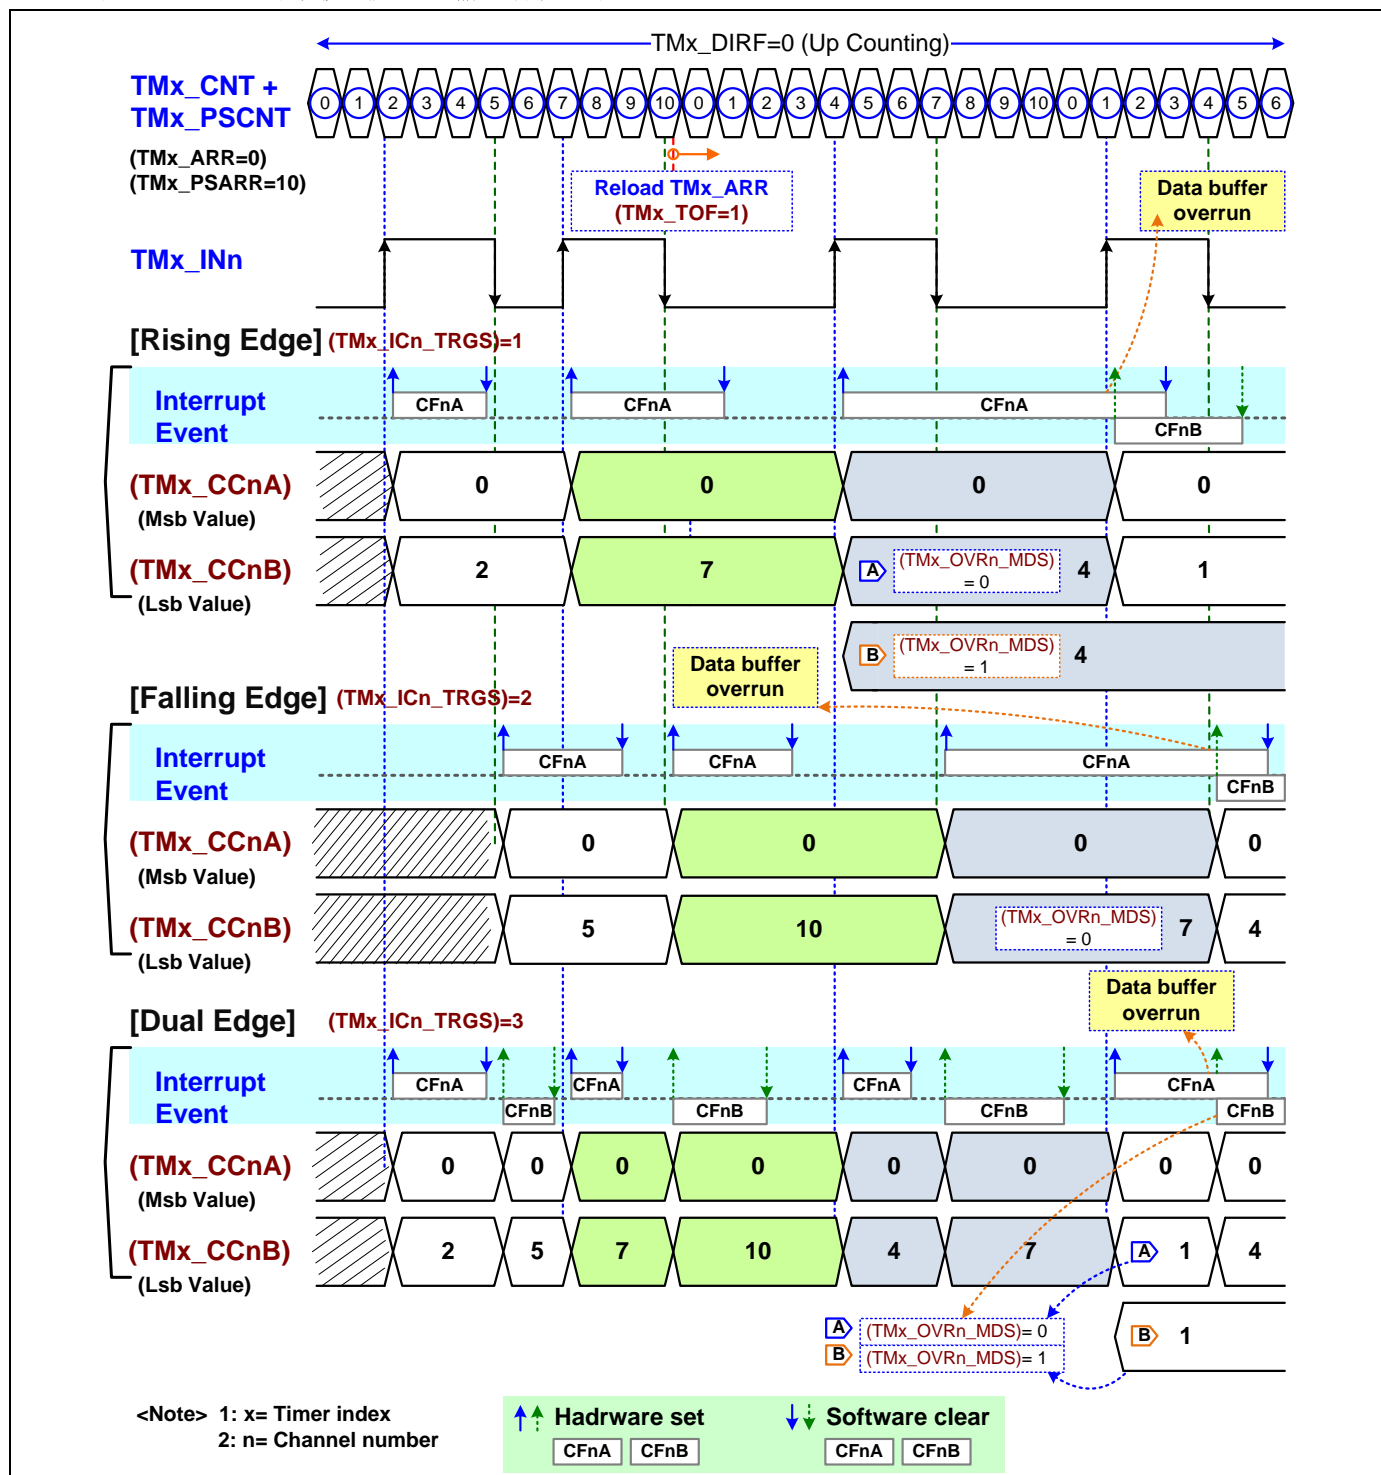 TMx_DIRF=0 (Up Counting)
TMx_CNT +
TMx_PSCNT
0 1 2 3 4 5 6 7 8 9 10 0 1 2 3 4 5 6 7 8 9 10 0 1 2 3 4 5 6
(TMx_ARR=0)
(TMx_PSARR=10)
Reload TMx_ARR
(TMx_TOF=1)
Data buffer
overrun
TMx_INn
[Rising Edge] (TMx_ICn_TRGS)=1
Interrupt
Event
CFnA CFnA CFnA
CFnB
(TMx_CCnA)
(Msb Value)
0 0 0 0
(TMx_CCnB)
(Lsb Value)
2 7 A (TMx_OVRn_MDS) = 0 4 1
B (TMx_OVRn_MDS) = 1 4
Data buffer
overrun
[Falling Edge] (TMx_ICn_TRGS)=2
Interrupt
Event
CFnA CFnA CFnA
CFnB
(TMx_CCnA)
(Msb Value)
0 0 0 0
(TMx_CCnB)
(Lsb Value)
5 10 (TMx_OVRn_MDS) = 0 7 4
Data buffer
overrun
[Dual Edge] (TMx_ICn_TRGS)=3
Interrupt
Event
CFnA CFnA CFnA CFnA
CFnB CFnB CFnB CFnB
(TMx_CCnA)
(Msb Value)
0 0 0 0 0 0 0 0
(TMx_CCnB)
(Lsb Value)
2 5 7 10 4 7 A 1 4
A (TMx_OVRn_MDS)= 0
B (TMx_OVRn_MDS)= 1
B 1
<Note> 1: x= Timer index
2: n= Channel number
Hadrware set
CFnA CFnB
Software clear
CFnA CFnB